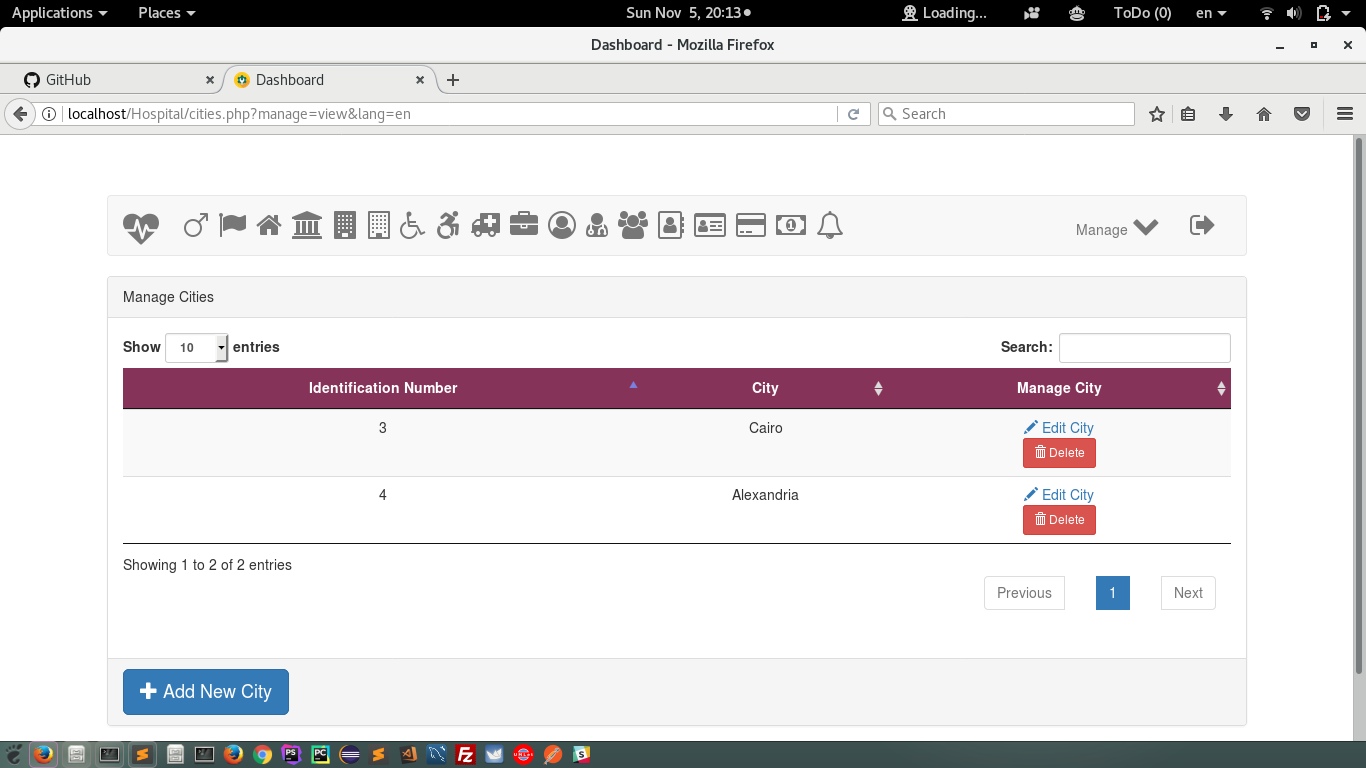 Applications Places Sun Nov 5, 20:13 Loading... ToDo (0) en
Dashboard - Mozilla Firefox
GitHub Dashboard
localhost/Hospital/cities.php?manage=view&lang=en Search
Manage
Manage Cities
Show 10 entries Search:
Identification Number City Manage City
3 Cairo Edit City
Delete
4 Alexandria Edit City
Delete
Showing 1 to 2 of 2 entries
Previous 1 Next
Add New City